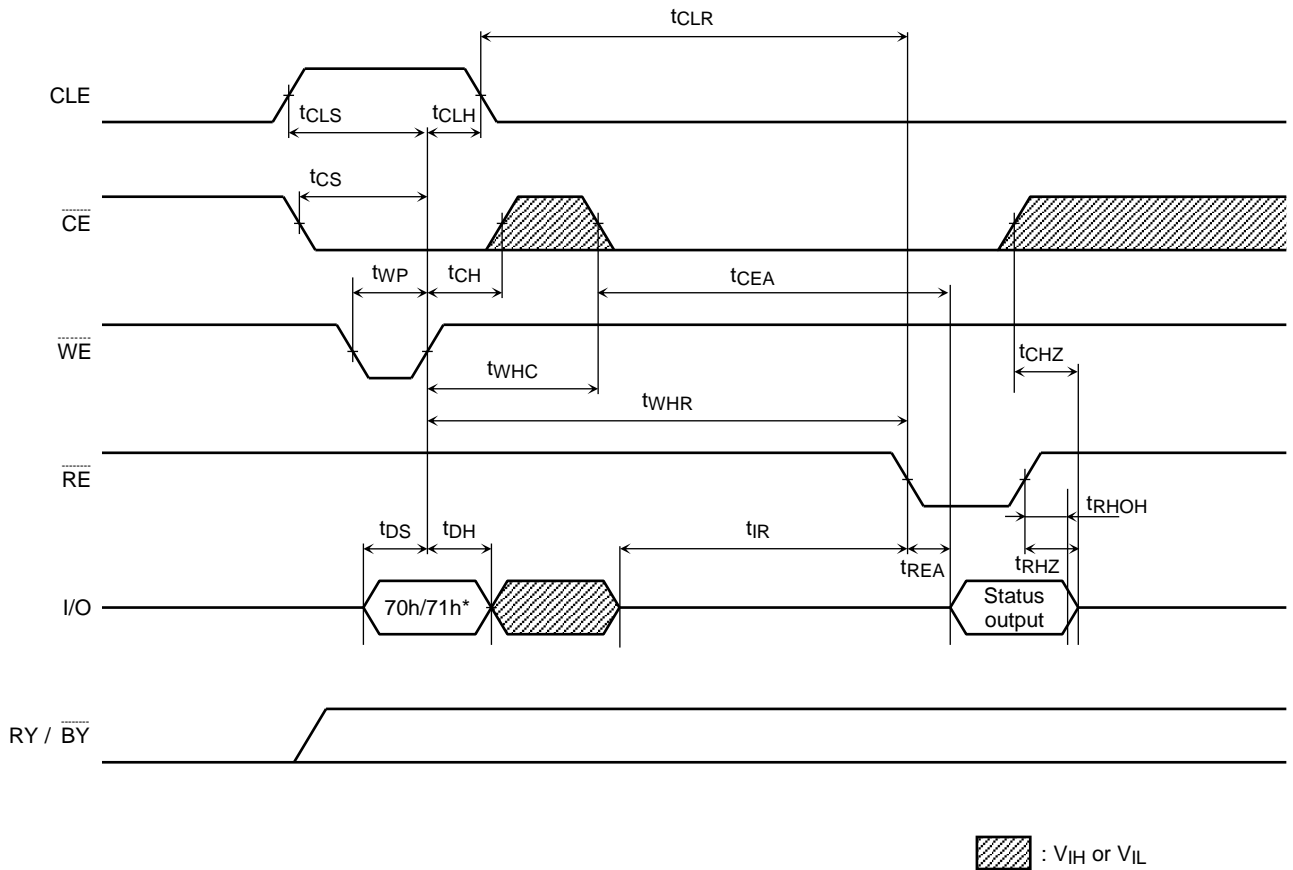 tCLR
CLE
tCLS
tCLH
tCS
CE
tWP
tCH
tCEA
WE
tWHC
tCHZ
tWHR
RE
tRHOH
tDS
tDH
tIR
tREA
tRHZ
I/O
70h/71h*
Status
output
RY / BY
: VIH or VIL